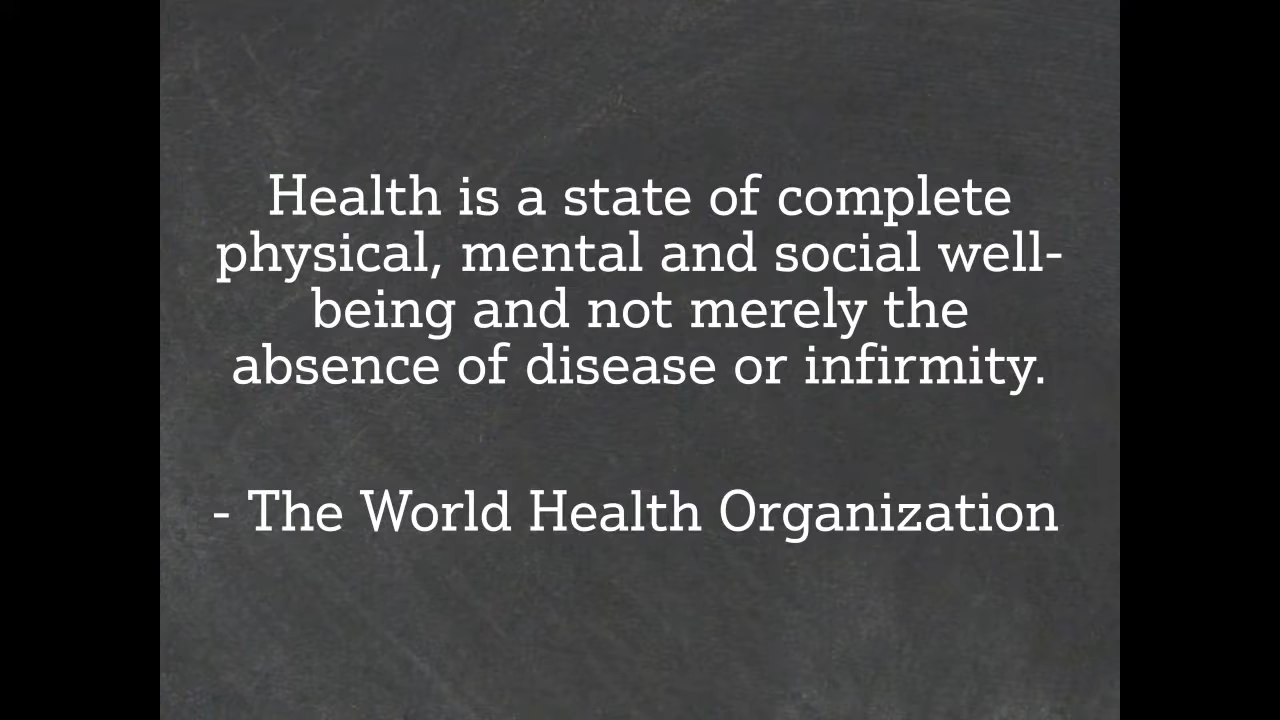 Health is a state of complete
physical, mental and social well-
being and not merely the
absence of disease or infirmity.
- The World Health Organization